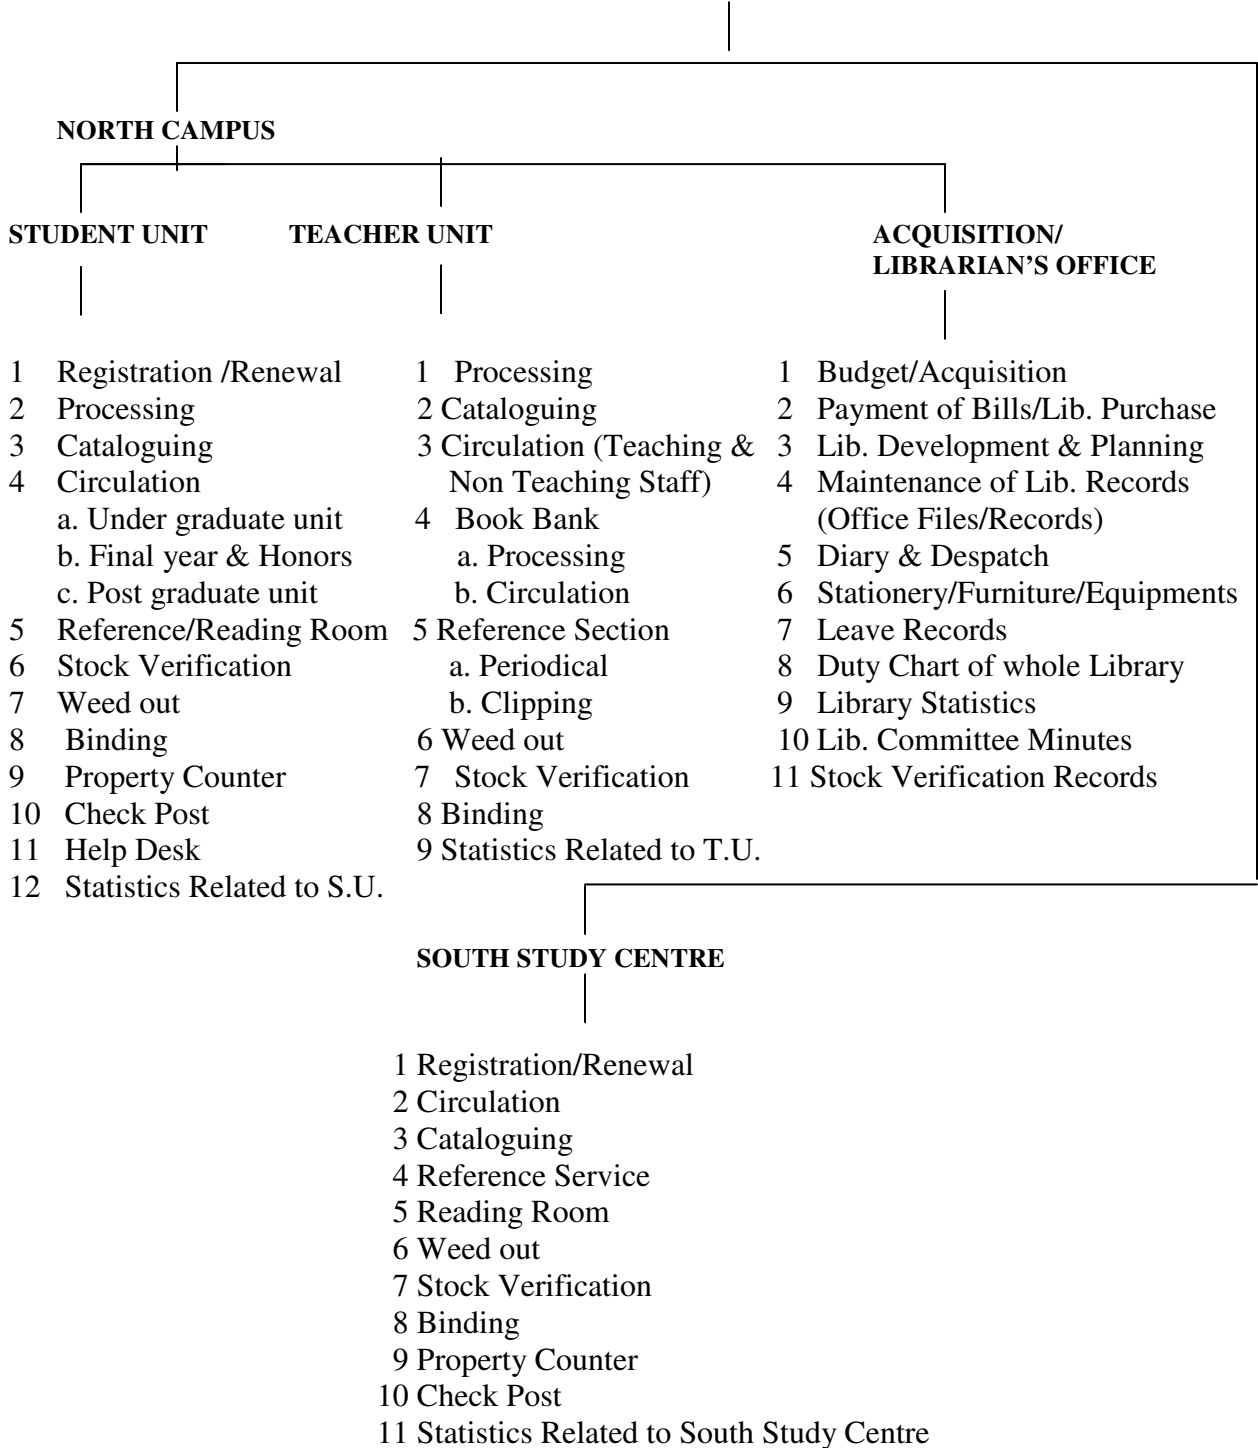 NORTH CAMPUS
STUDENT UNIT
1 Registration /Renewal
2 Processing
3 Cataloguing
4 Circulation
a. Under graduate unit
b. Final year & Honors
c. Post graduate unit
5 Reference/Reading Room
6 Stock Verification
7 Weed out
8 Binding
9 Property Counter
10 Check Post
11 Help Desk
12 Statistics Related to S.U.
TEACHER UNIT
1 Processing
2 Cataloguing
3 Circulation (Teaching &
Non Teaching Staff)
4 Book Bank
a. Processing
b. Circulation
5 Reference Section
a. Periodical
b. Clipping
6 Weed out
7 Stock Verification
8 Binding
9 Statistics Related to T.U.
ACQUISITION/
LIBRARIAN'S OFFICE
1 Budget/Acquisition
2 Payment of Bills/Lib. Purchase
3 Lib. Development & Planning
4 Maintenance of Lib. Records
(Office Files/Records)
5 Diary & Despatch
6 Stationery/Furniture/Equipments
7 Leave Records
8 Duty Chart of whole Library
9 Library Statistics
10 Lib. Committee Minutes
11 Stock Verification Records
SOUTH STUDY CENTRE
1 Registration/Renewal
2 Circulation
3 Cataloguing
4 Reference Service
5 Reading Room
6 Weed out
7 Stock Verification
8 Binding
9 Property Counter
10 Check Post
11 Statistics Related to South Study Centre